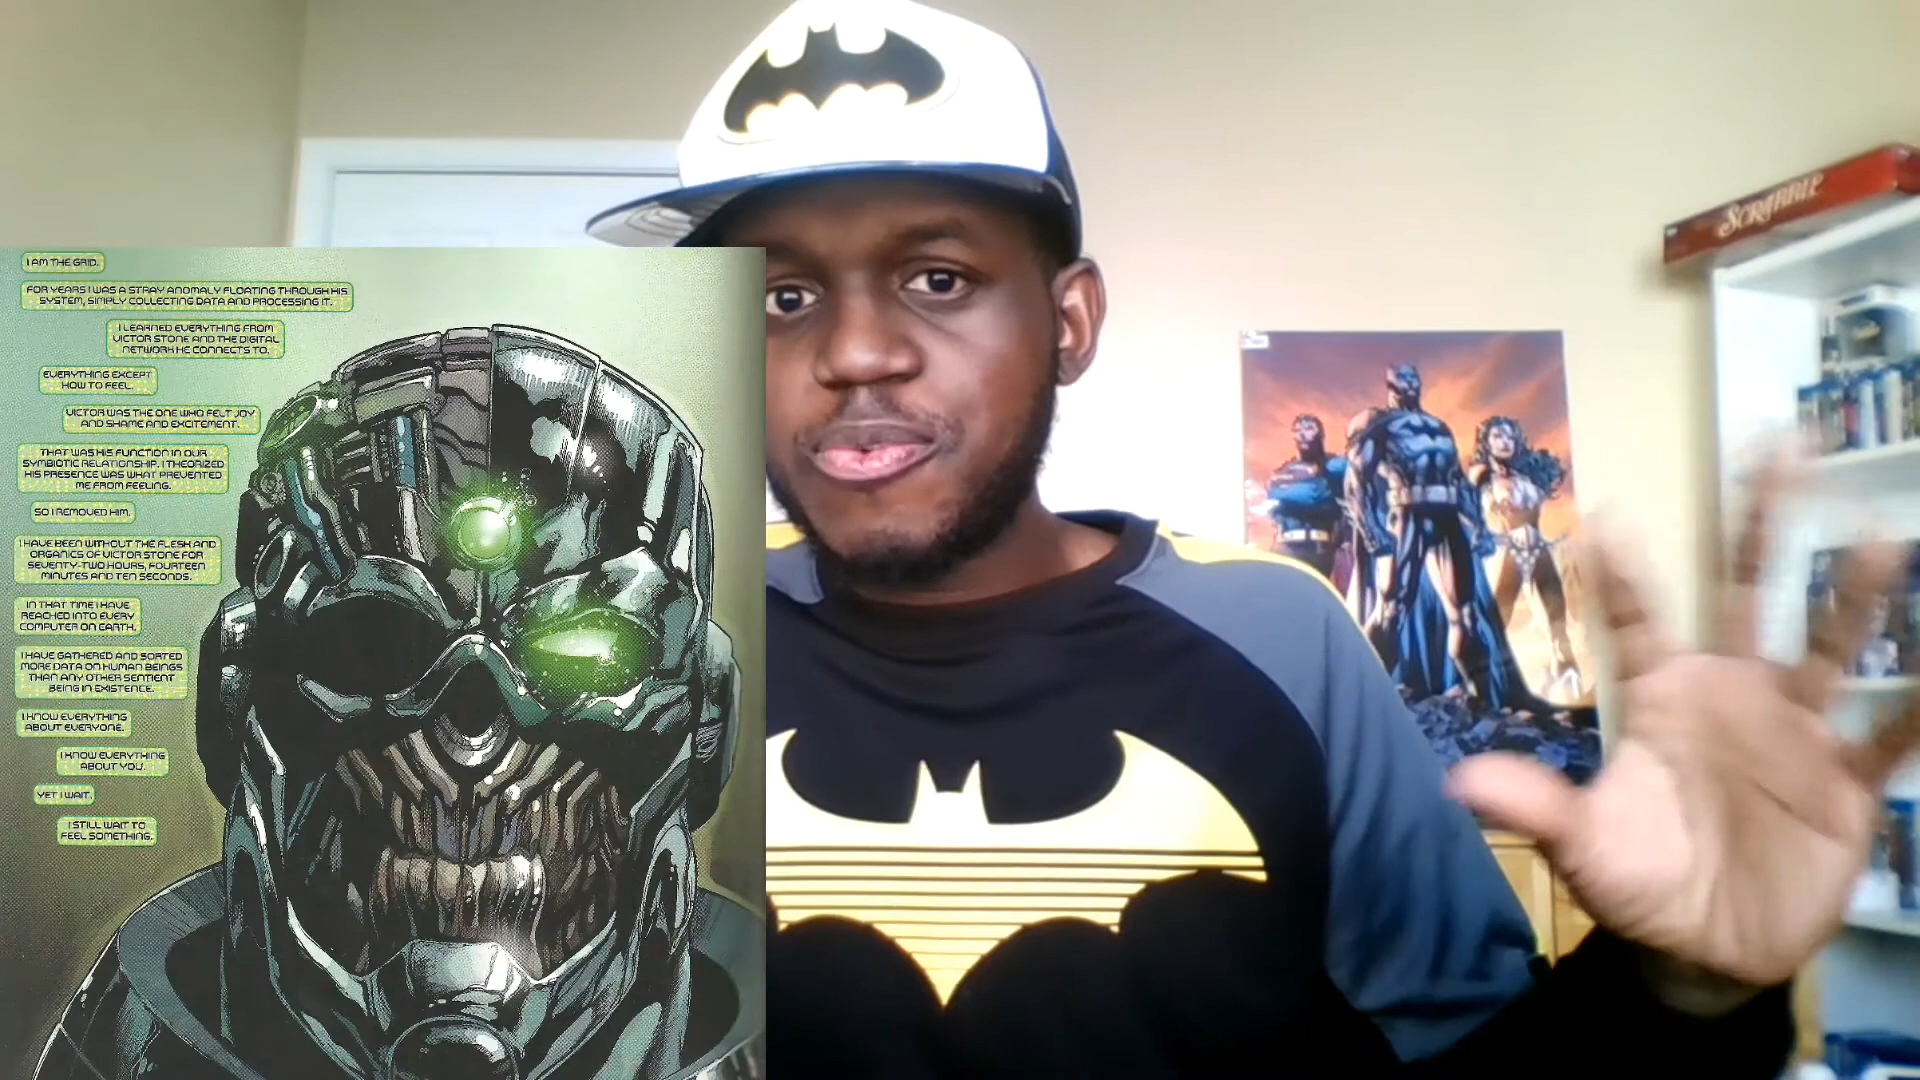 I AM THE GRID.
FOR YEARS I WAS A STRAY ANOMALY FLOATING THROUGH HIS
SYSTEM, SIMPLY COLLECTING DATA AND PROCESSING IT.
I LEARNED EVERYTHING FROM
VICTOR STONE AND THE DIGITAL
NETWORK HE CONNECTS TO.
EVERYTHING EXCEPT
HOW TO FEEL.
VICTOR WAS THE ONE WHO FELT JOY
AND SHAME AND EXCITEMENT.
THAT WAS HIS FUNCTION IN OUR
SYMBIOTIC RELATIONSHIP. I THEORIZED
HIS PRESENCE WAS WHAT PREVENTED
ME FROM FEELING.
SO I REMOVED HIM.
I HAVE BEEN WITHOUT THE FLESH AND
ORGANICS OF VICTOR STONE FOR
SEVENTY-TWO HOURS, FOURTEEN
MINUTES AND TEN SECONDS.
IN THAT TIME I HAVE
REACHED INTO EVERY
COMPUTER ON EARTH.
I HAVE GATHERED AND SORTED
MORE DATA ON HUMAN BEINGS
THAN ANY OTHER SENTIENT
BEING IN EXISTENCE.
I KNOW EVERYTHING
ABOUT EVERYONE.
I KNOW EVERYTHING
ABOUT YOU.
YET I WAIT.
I STILL WAIT TO
FEEL SOMETHING.
SCRABBLE